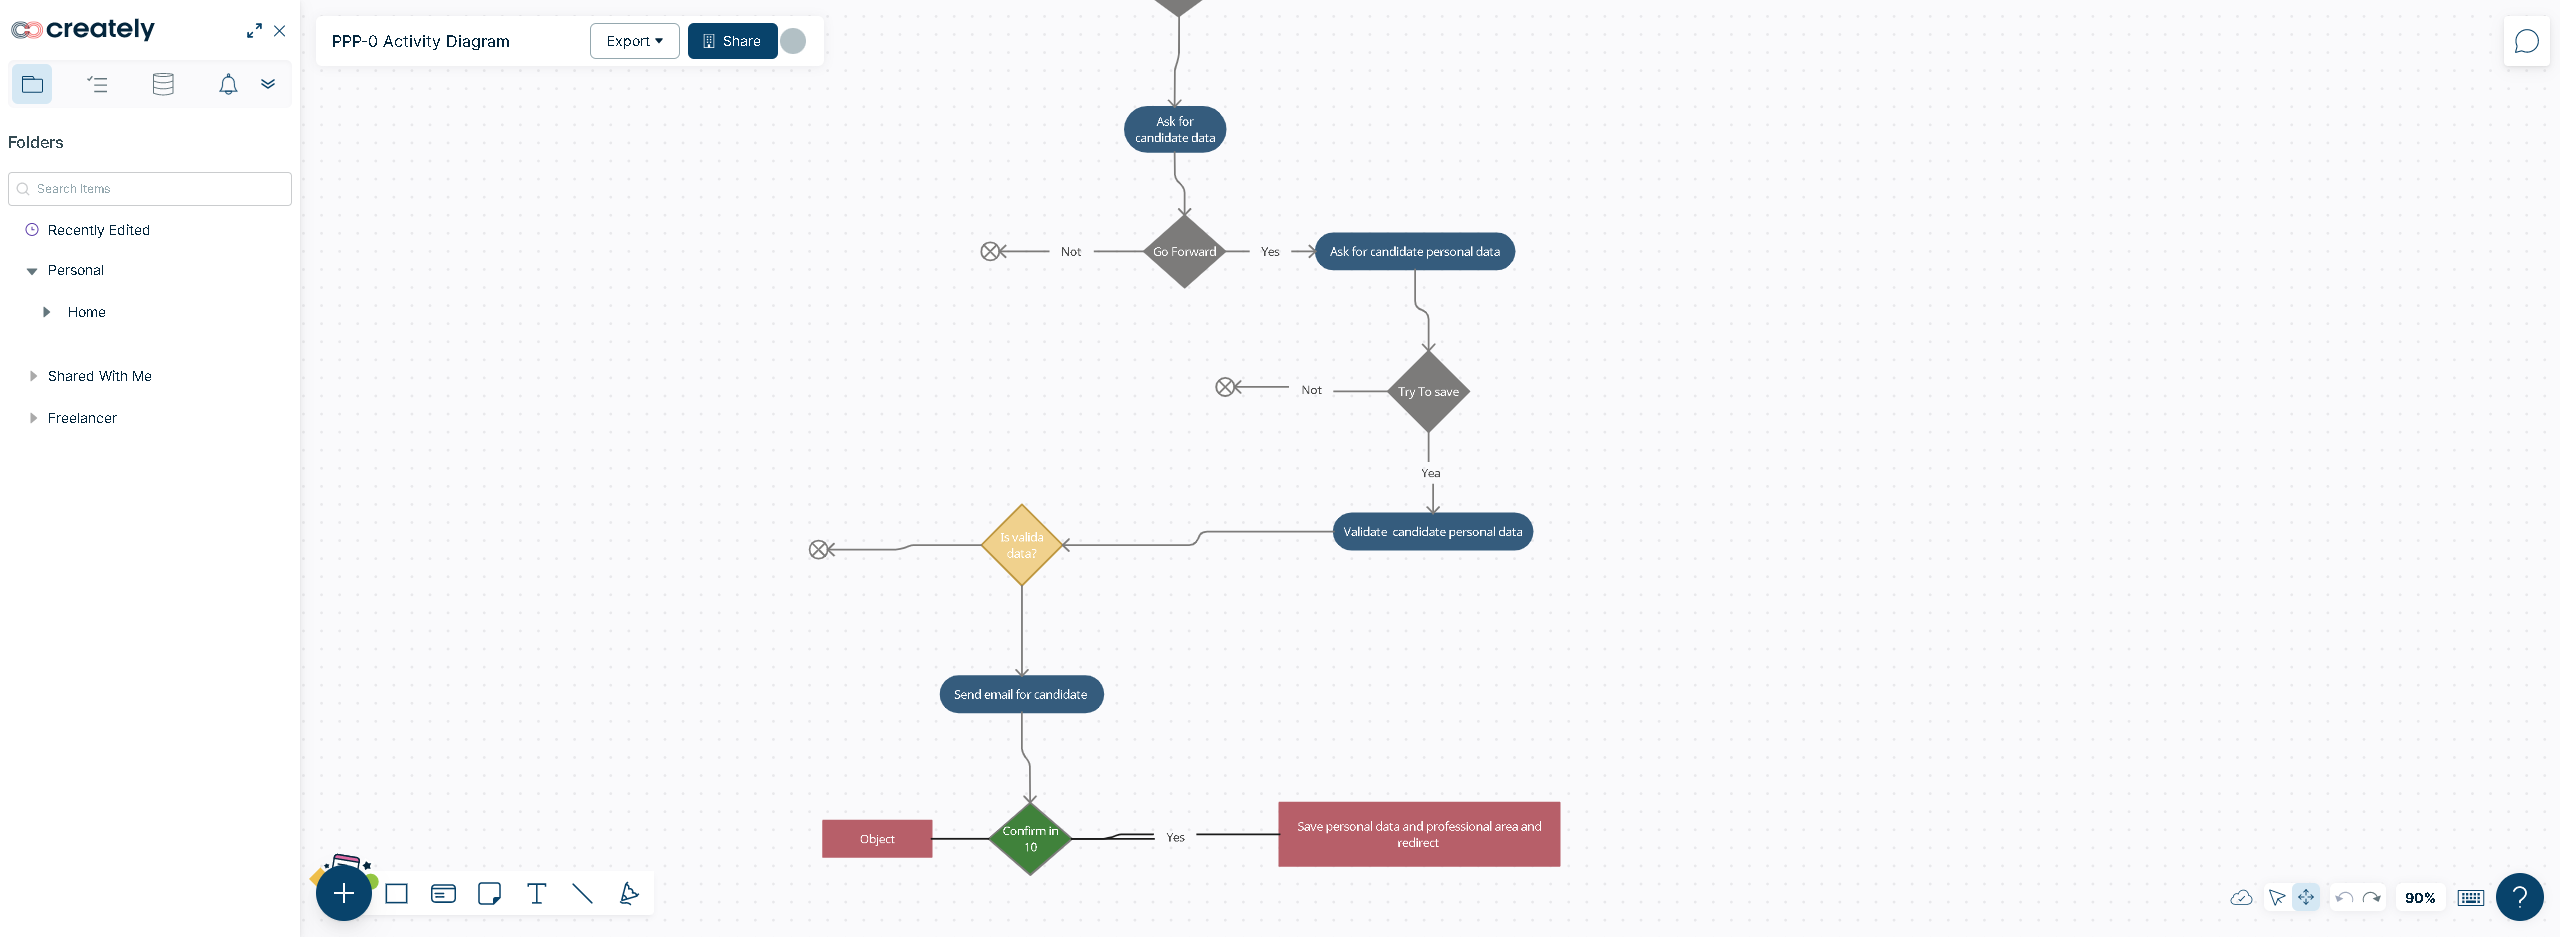 creately
PPP-0 Activity Diagram
Export
Share
Folders
Search Items
Recently Edited
Personal
Home
Shared With Me
Freelancer
Ask for
candidate data
Not
Go Forward
Yes
Ask for candidate personal data
Not
Try To save
Yea
Validate candidate personal data
Is valida
data?
Send email for candidate
Object
Confirm in
10
Yes
Save personal data and professional area and
redirect
90%
?